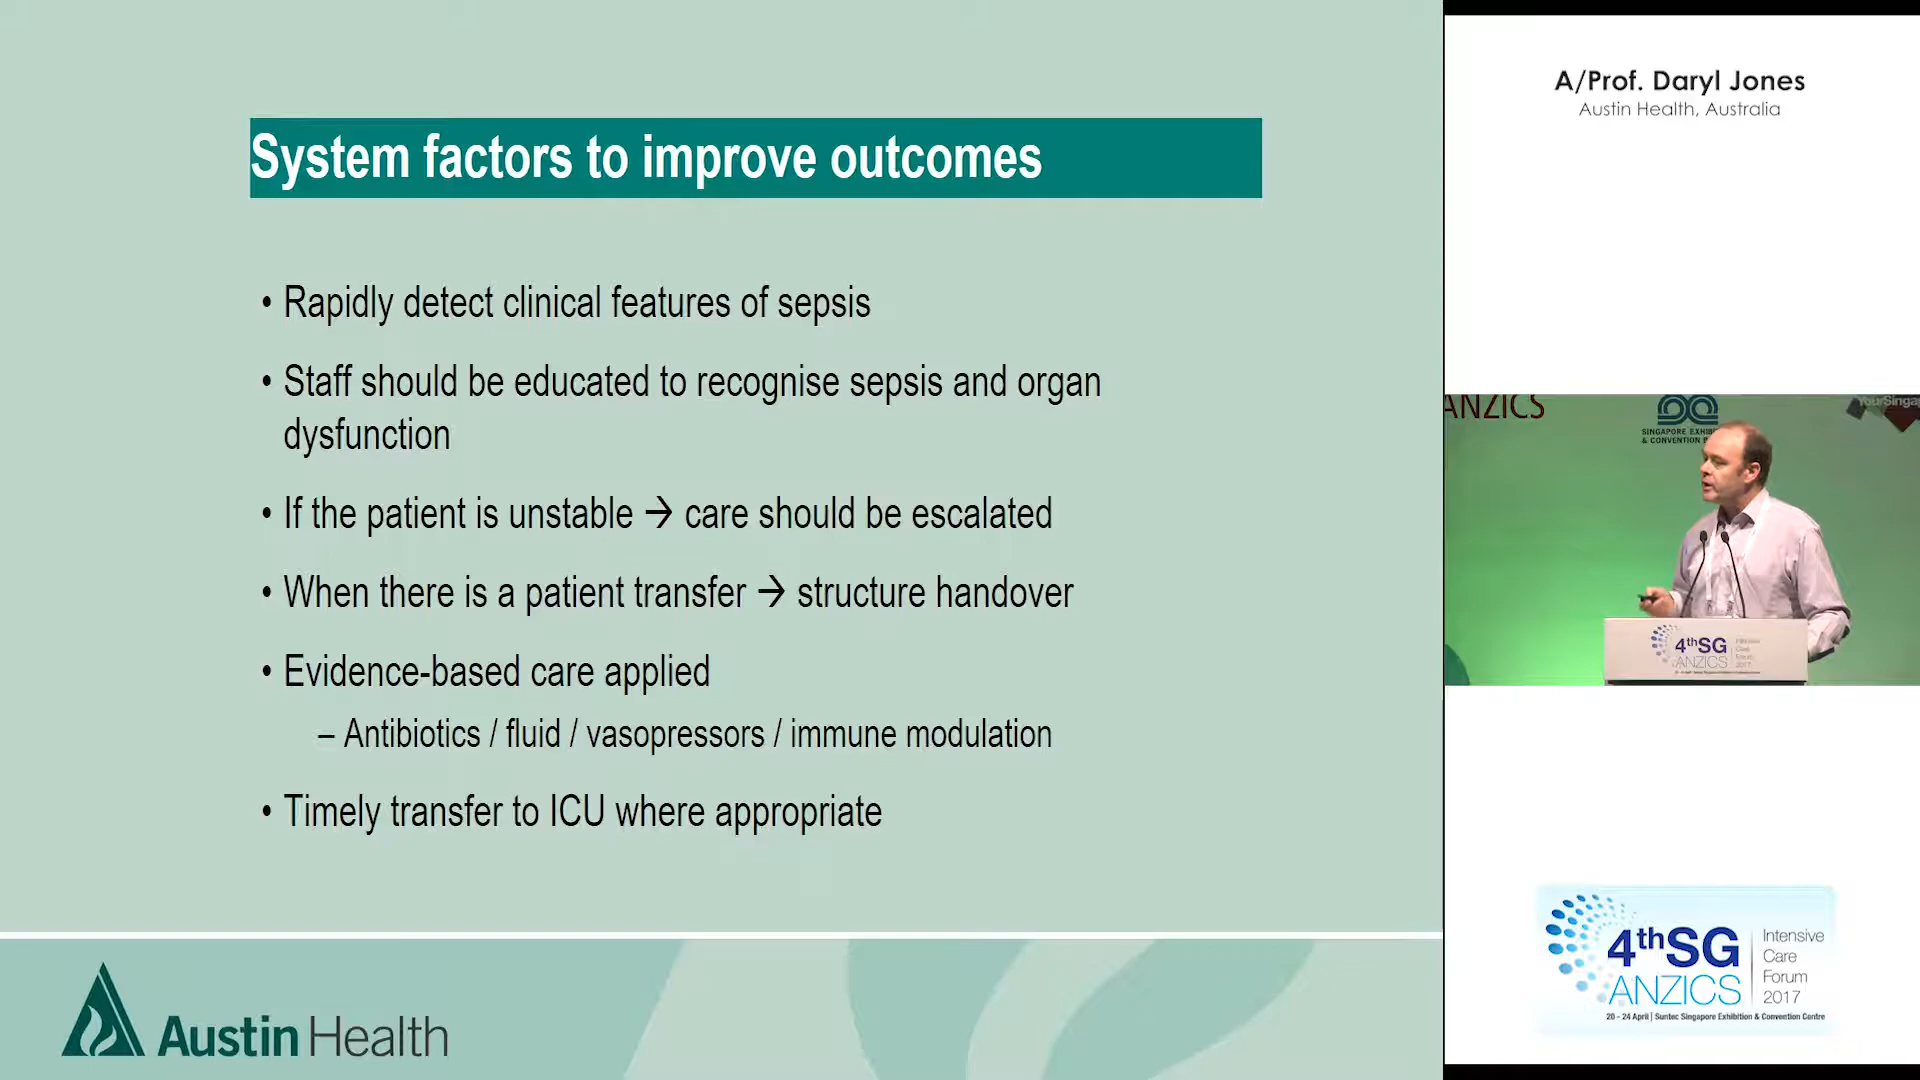 System factors to improve outcomes
• Rapidly detect clinical features of sepsis
• Staff should be educated to recognise sepsis and organ
dysfunction
• If the patient is unstable → care should be escalated
• When there is a patient transfer → structure handover
• Evidence-based care applied
– Antibiotics / fluid / vasopressors / immune modulation
• Timely transfer to ICU where appropriate
Austin Health
A/Prof. Daryl Jones
Austin Health, Australia
ANZICS
SINGAPORE
& CONVENTION
4thSG
ANZICS
4thSG
ANZICS
Intensive
Care
Forum
2017
20 - 24 April | Suntec Singapore Exhibition & Convention Centre